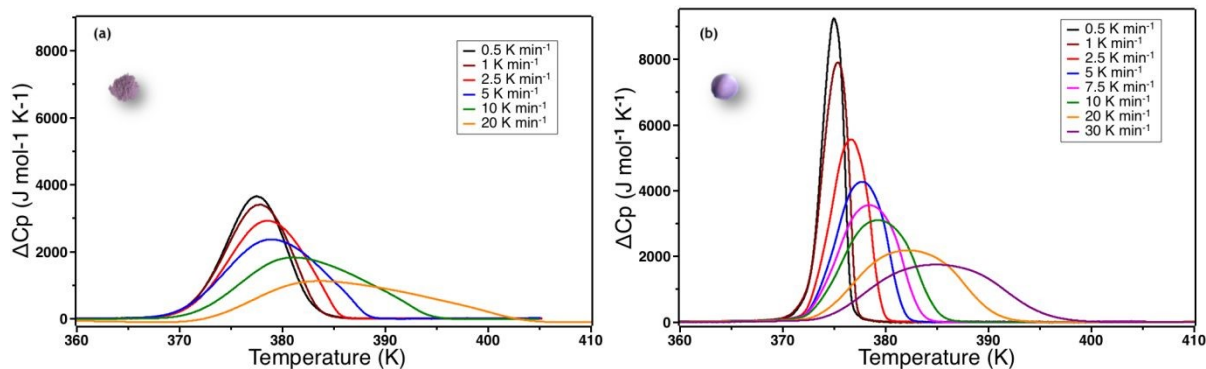 (a)
0.5 K min⁻¹
1 K min⁻¹
2.5 K min⁻¹
5 K min⁻¹
10 K min⁻¹
20 K min⁻¹
8000
6000
4000
2000
0
ΔCp (J mol-1 K-1)
360 370 380 390 400 410
Temperature (K)
(b)
0.5 K min⁻¹
1 K min⁻¹
2.5 K min⁻¹
5 K min⁻¹
7.5 K min⁻¹
10 K min⁻¹
20 K min⁻¹
30 K min⁻¹
8000
6000
4000
2000
0
ΔCp (J mol⁻¹ K⁻¹)
360 370 380 390 400 410
Temperature (K)